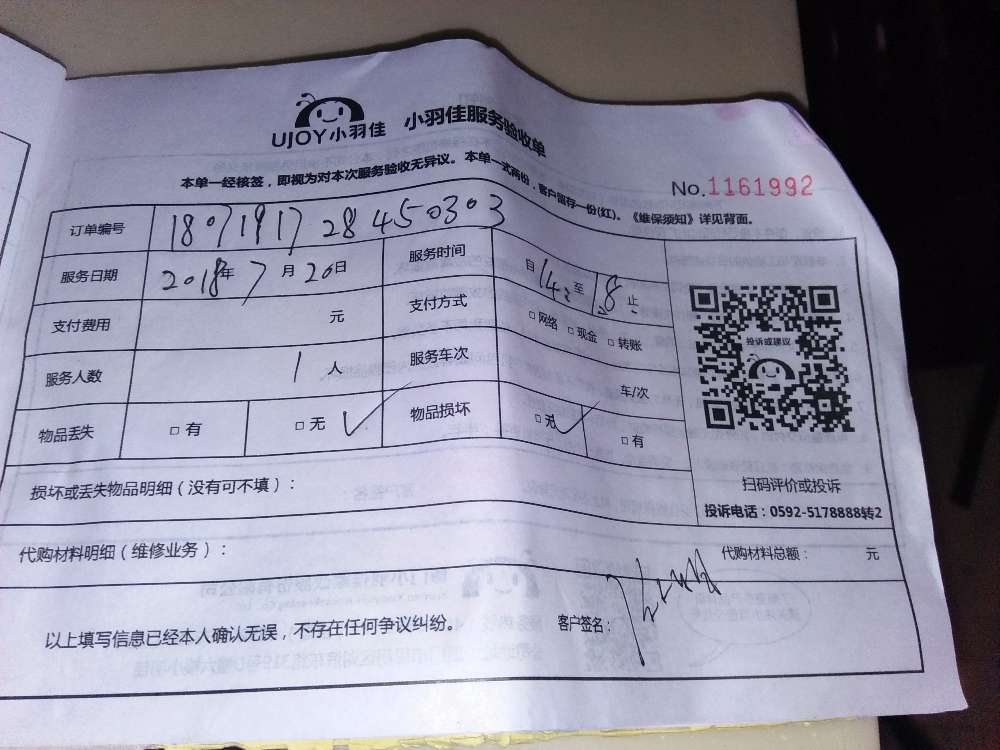 UJOY小羽佳 小羽佳服务验收单
本单一经核签，即视为对本次服务验收无异议。本单一式两份，客户留存一份(红)。《维保须知》详见背面。
No.1161992
订单编号 1807191728450303
服务日期 2018年7月20日 服务时间 自14:至18:止
支付费用 元 支付方式 □网络 □现金 □转账
服务人数 1人 服务车次 车/次
物品丢失 □有 □无 ✓ 物品损坏 □无 ✓ □有
投诉或建议
扫码评价或投诉
投诉电话：0592-5178888转2
损坏或丢失物品明细（没有可不填）：
代购材料明细（维修业务）： 代购材料总额： 元
以上填写信息已经本人确认无误，不存在任何争议纠纷。 客户签名：